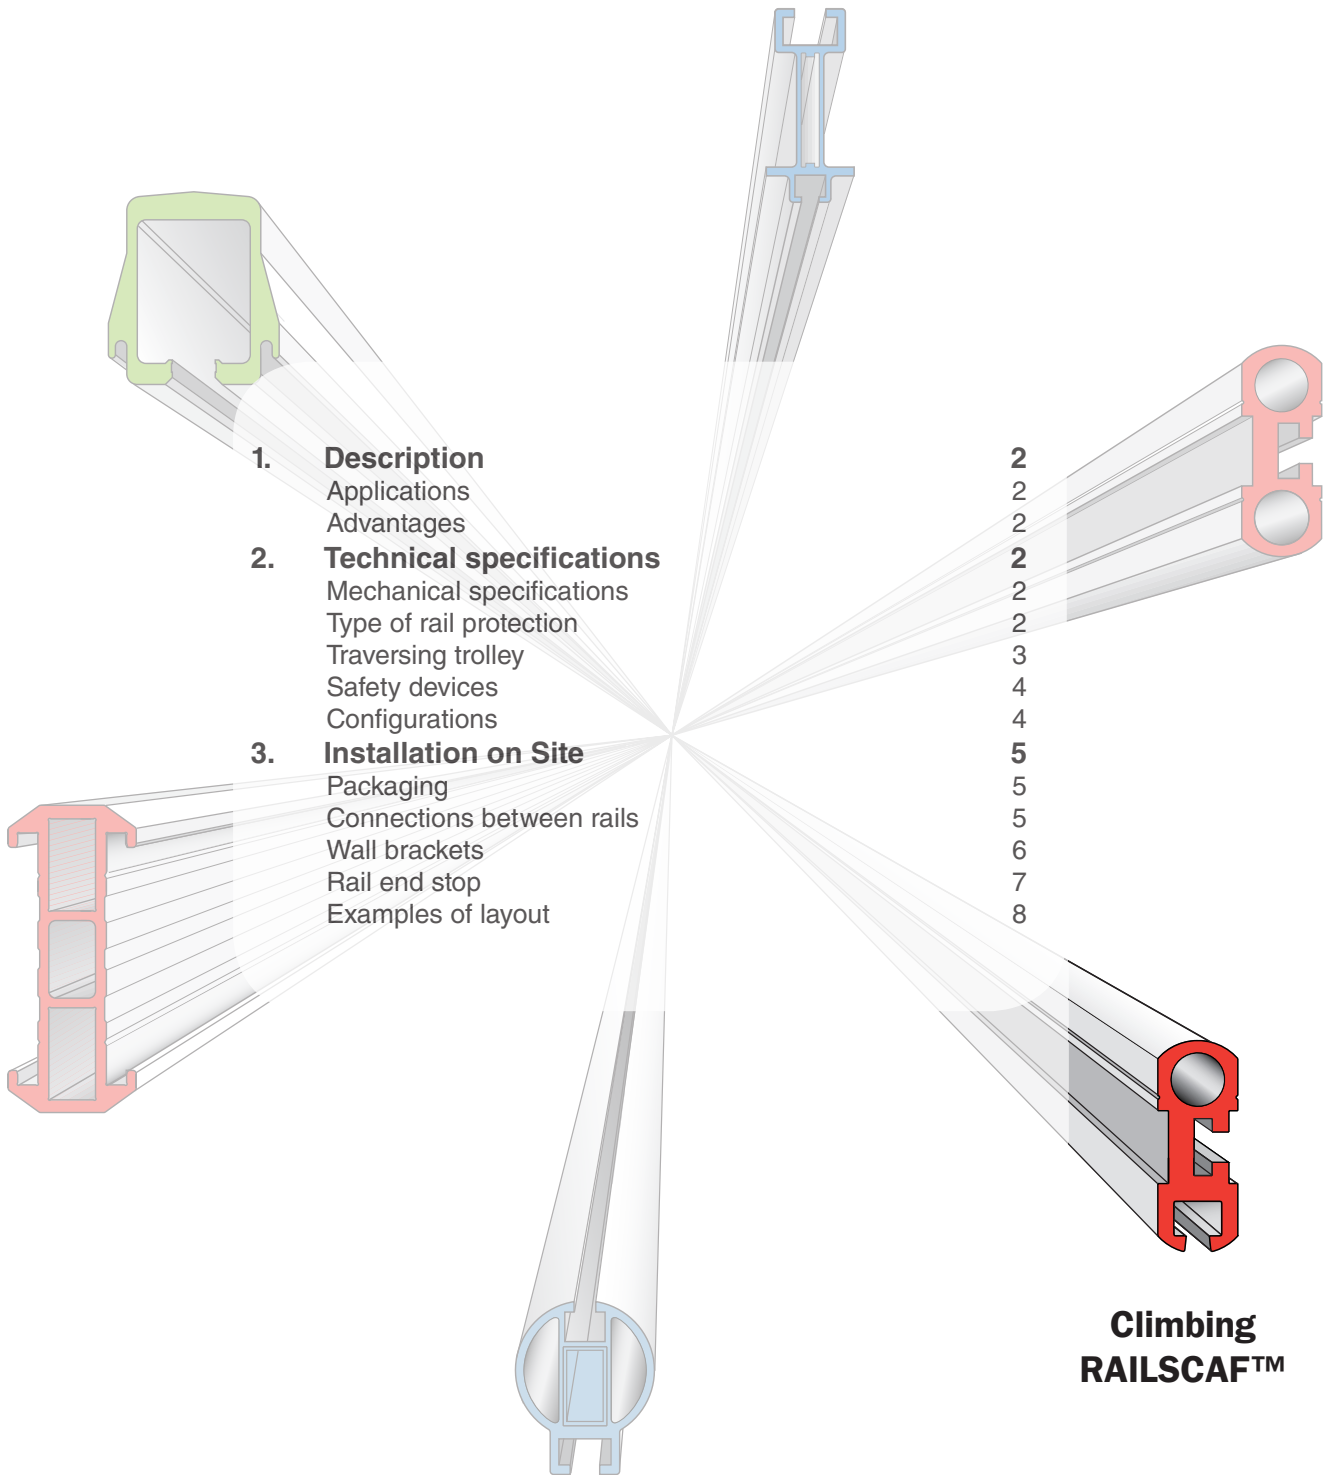 1. Description 2
Applications 2
Advantages 2
2. Technical specifications 2
Mechanical specifications 2
Type of rail protection 2
Traversing trolley 3
Safety devices 4
Configurations 4
3. Installation on Site 5
Packaging 5
Connections between rails 5
Wall brackets 6
Rail end stop 7
Examples of layout 8
Climbing
RAILSCAF™